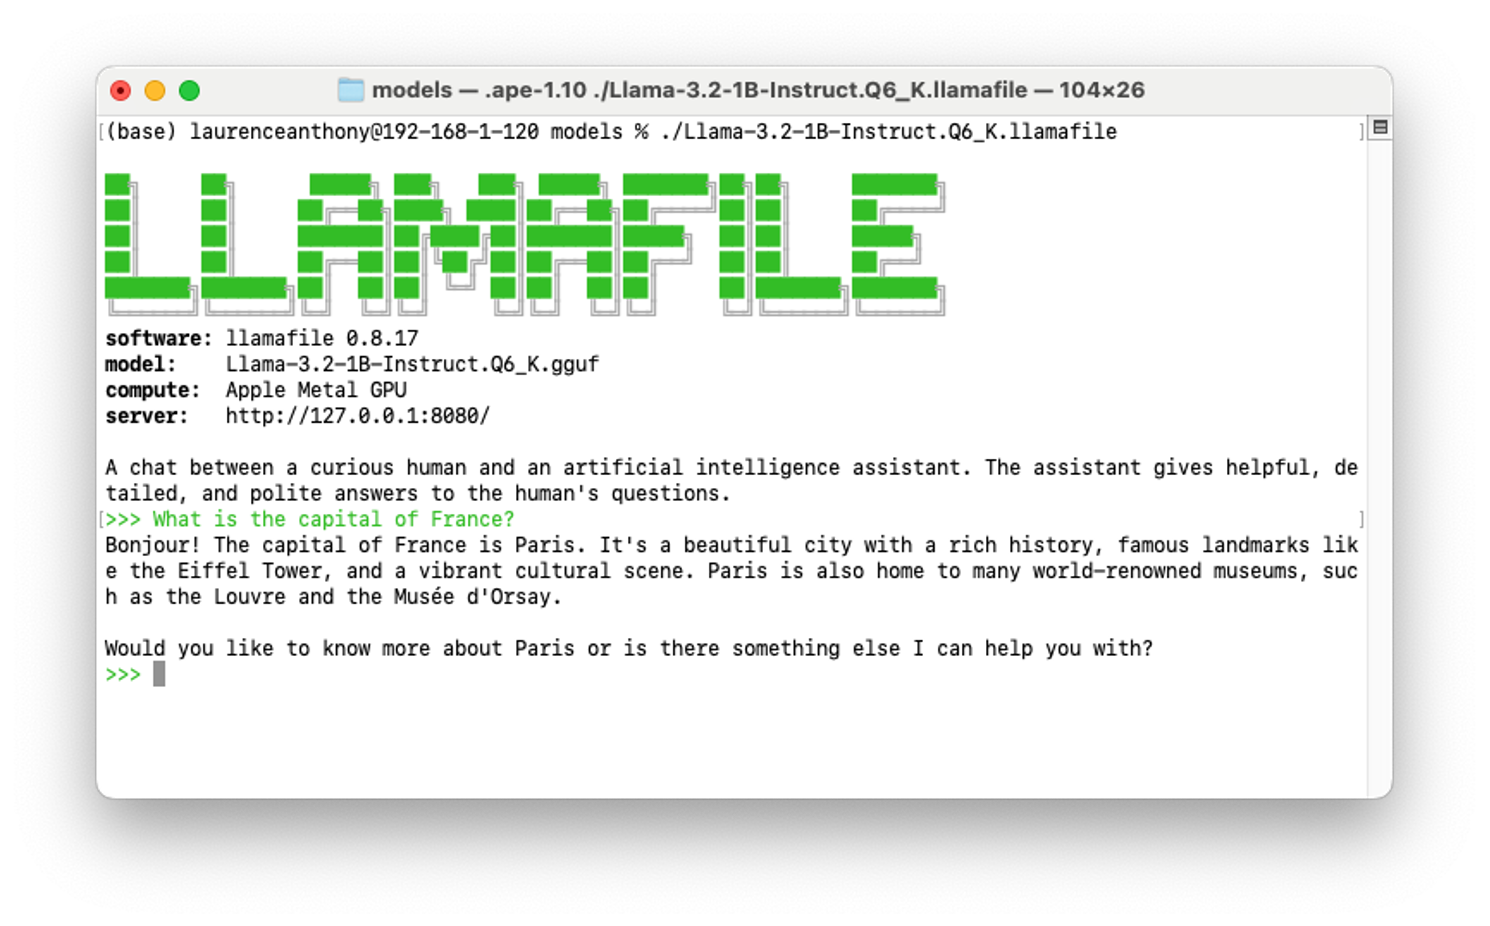 models — .ape-1.10 ./Llama-3.2-1B-Instruct.Q6_K.llamafile — 104×26
[(base) laurenceanthony@192-168-1-120 models % ./Llama-3.2-1B-Instruct.Q6_K.llamafile ]
LLAMAFILE
software: llamafile 0.8.17
model: Llama-3.2-1B-Instruct.Q6_K.gguf
compute: Apple Metal GPU
server: http://127.0.0.1:8080/
A chat between a curious human and an artificial intelligence assistant. The assistant gives helpful, de
tailed, and polite answers to the human's questions.
[>>> What is the capital of France? ]
Bonjour! The capital of France is Paris. It's a beautiful city with a rich history, famous landmarks lik
e the Eiffel Tower, and a vibrant cultural scene. Paris is also home to many world-renowned museums, suc
h as the Louvre and the Musée d'Orsay.
Would you like to know more about Paris or is there something else I can help you with?
>>>